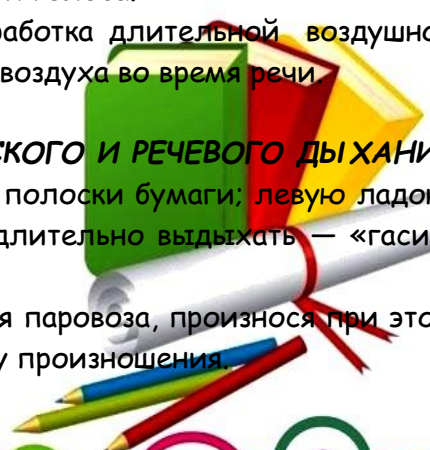 работка длительной воздушно
воздуха во время речи.
СКОГО И РЕЧЕВОГО ДЫХАНИ
полоски бумаги; левую ладо
длительно выдыхать — «гаси
я паровоза, произнося при это
у произношения.